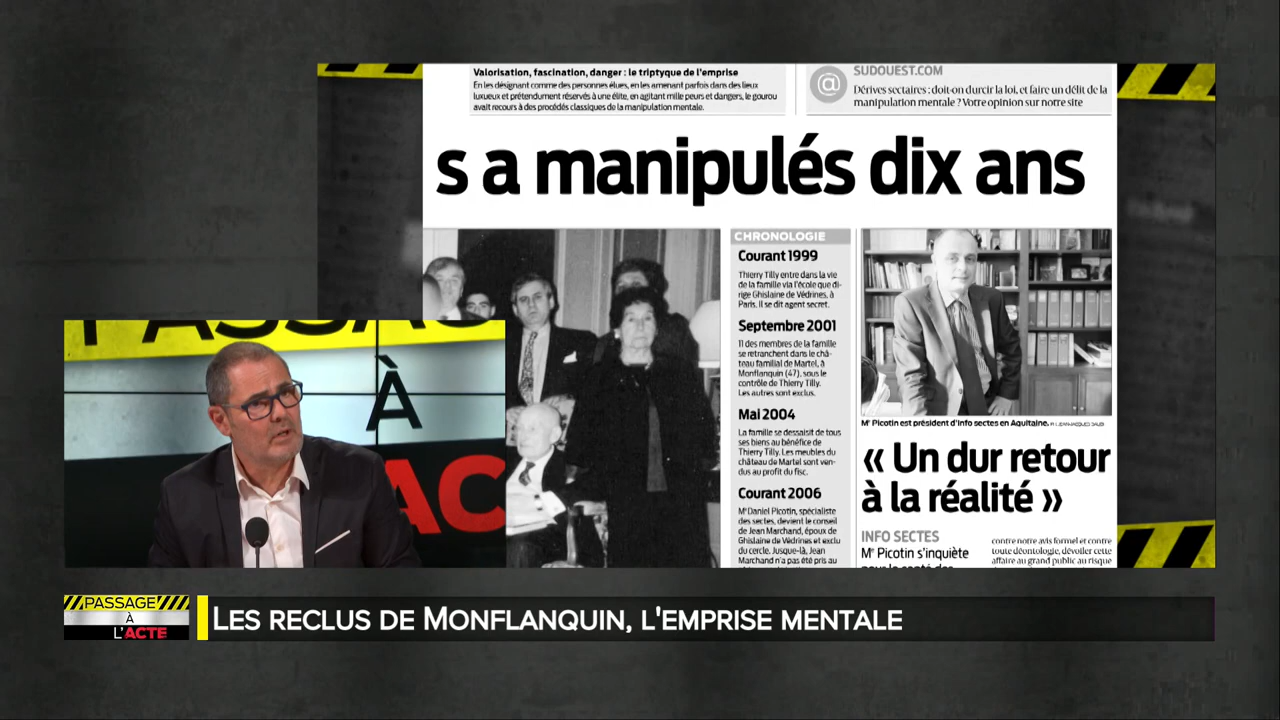 Valorisation, fascination, danger : le triptyque de l'emprise
En les désignant comme des personnes élues, en les amenant parfois dans des lieux
luxueux et prétendument réservés à une élite, en agitant mille peurs et dangers, le gourou
avait recours à des procédés classiques de la manipulation mentale.
@
SUDOUEST.COM
Dérives sectaires : doit-on durcir la loi, et faire un délit de la
manipulation mentale ? Votre opinion sur notre site
s a manipulés dix ans
CHRONOLOGIE
Courant 1999
Thierry Tilly entre dans la vie
de la famille via l'école que di-
rige Ghislaine de Védrines, à
Paris. Il se dit agent secret.
Septembre 2001
11 des membres de la famille
se retranchent dans le châ-
teau familial de Martel, à
Monflanquin (47), sous le
contrôle de Thierry Tilly.
Les autres sont exclus.
Mai 2004
La famille se dessaisit de tous
ses biens au bénéfice de
Thierry Tilly. Les meubles du
château de Martel sont ven-
dus au profit du fisc.
Courant 2006
Me Daniel Picotin, spécialiste
des sectes, devient le conseil
de Jean Marchand, époux de
Ghislaine de Védrines et exclu
du cercle. Jusque-là, Jean
Marchand n'a pas été pris au
Me Picotin est président d'Info sectes en Aquitaine.
« Un dur retour
à la réalité »
INFO SECTES
Me Picotin s'inquiète
contre notre avis formel et contre
toute déontologie, dévoiler cette
affaire au grand public au risque
PASSAGE
À
AC
PASSAGE
À
L'ACTE
LES RECLUS DE MONFLANQUIN, L'EMPRISE MENTALE